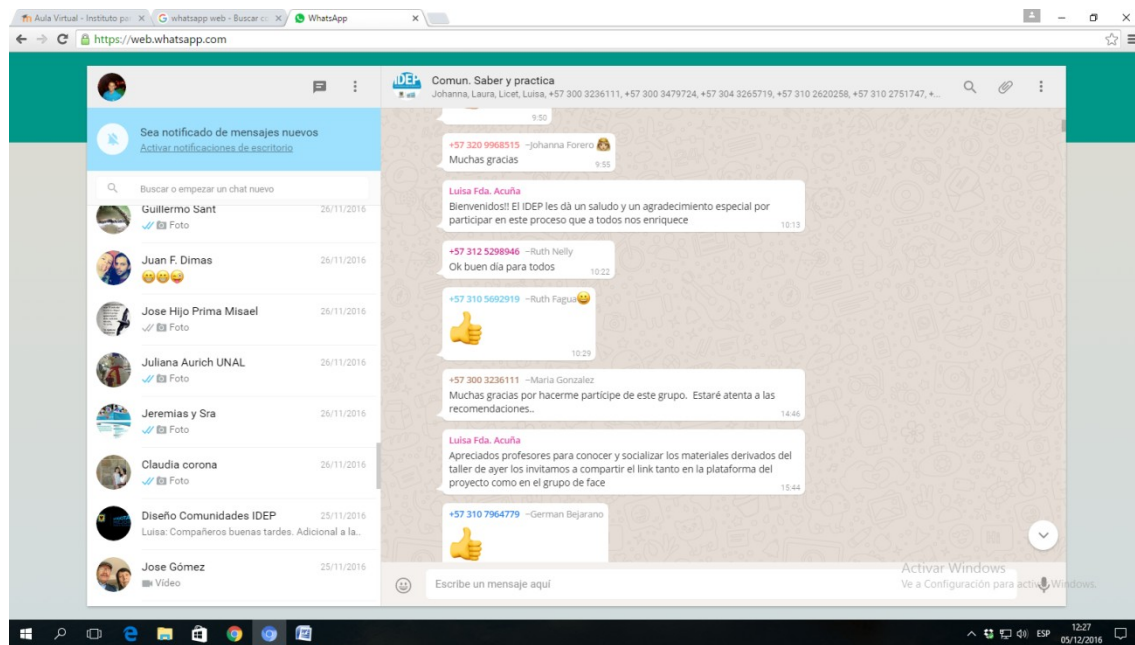 Aula Virtual - Instituto par
whatsapp web - Buscar c
WhatsApp
https://web.whatsapp.com
Sea notificado de mensajes nuevos
Activar notificaciones de escritorio
Buscar o empezar un chat nuevo
Guillermo Sant 26/11/2016
Foto
Juan F. Dimas 26/11/2016
Jose Hijo Prima Misael 26/11/2016
Foto
Juliana Aurich UNAL 26/11/2016
Foto
Jeremias y Sra 26/11/2016
Foto
Claudia corona 26/11/2016
Foto
Diseño Comunidades IDEP 25/11/2016
Luisa: Compañeros buenas tardes. Adicional a la..
Jose Gómez 25/11/2016
Vídeo
IDEP
Comun. Saber y practica
Johanna, Laura, Licet, Luisa, +57 300 3236111, +57 300 3479724, +57 304 3265719, +57 310 2620258, +57 310 2751747, +...
9:50
+57 320 9968515 ~Johanna Forero
Muchas gracias
9:55
Luisa Fda. Acuña
Bienvenidos!! El IDEP les dà un saludo y un agradecimiento especial por
participar en este proceso que a todos nos enriquece
10:13
+57 312 5298946 ~Ruth Nelly
Ok buen día para todos
10:22
+57 310 5692919 ~Ruth Fagua
10:29
+57 300 3236111 ~Maria Gonzalez
Muchas gracias por hacerme partícipe de este grupo. Estaré atenta a las
recomendaciones..
14:46
Luisa Fda. Acuña
Apreciados profesores para conocer y socializar los materiales derivados del
taller de ayer los invitamos a compartir el link tanto en la plataforma del
proyecto como en el grupo de face
15:44
+57 310 7964779 ~German Bejarano
Escribe un mensaje aquí
Activar Windows
Ve a Configuración para activar Windows.
ESP
12:27
05/12/2016